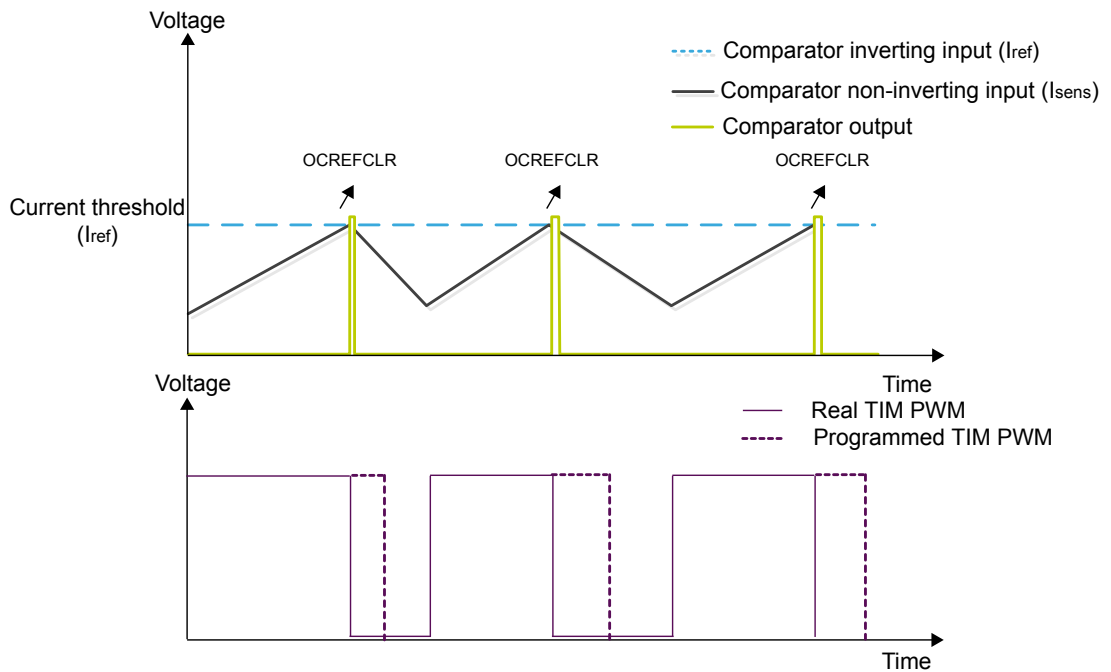 Voltage
Comparator inverting input (Iref)
Comparator non-inverting input (Isens)
Comparator output
OCREFCLR
OCREFCLR
OCREFCLR
Current threshold
(Iref)
Time
Voltage
Real TIM PWM
Programmed TIM PWM
Time